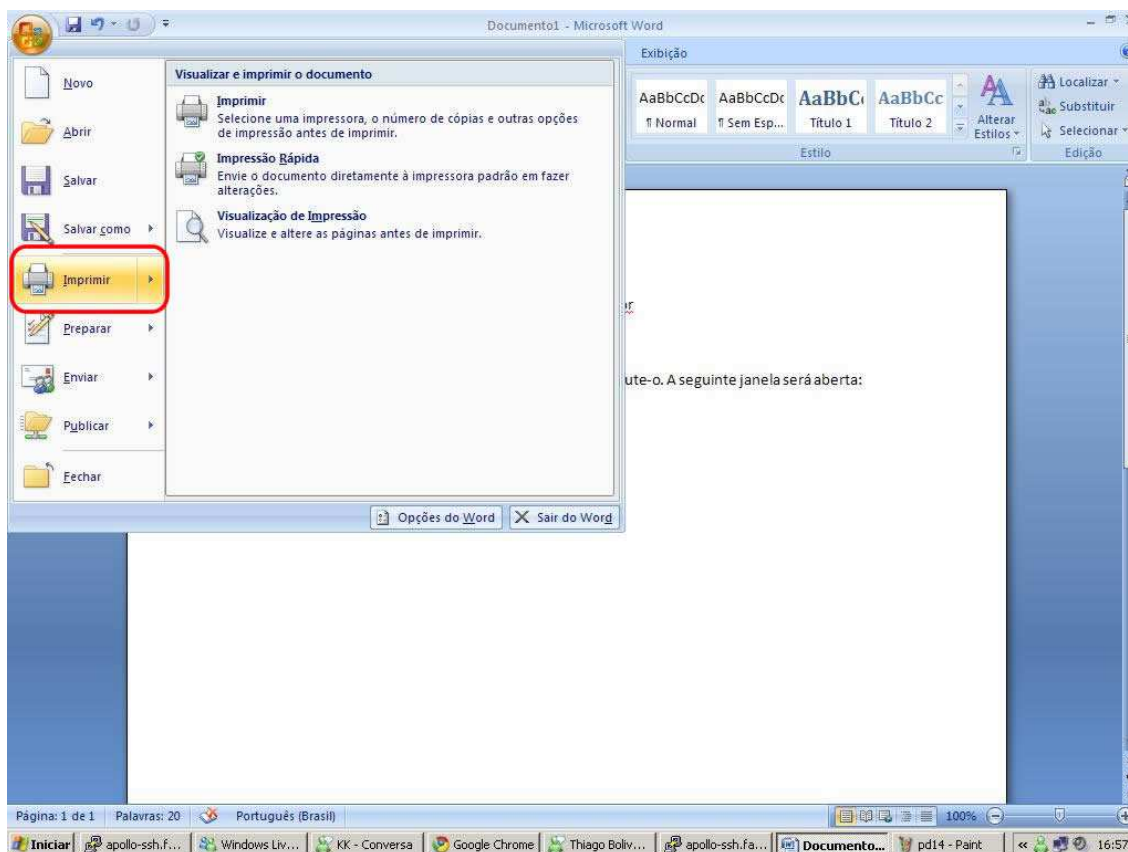 Documento1 - Microsoft Word
Exibição
Novo
Abrir
Salvar
Salvar como
Imprimir
Preparar
Enviar
Publicar
Fechar
Visualizar e imprimir o documento
Imprimir
Selecione uma impressora, o número de cópias e outras opções
de impressão antes de imprimir.
Impressão Rápida
Envie o documento diretamente à impressora padrão em fazer
alterações.
Visualização de Impressão
Visualize e altere as páginas antes de imprimir.
Opções do Word
Sair do Word
AaBbCcDc AaBbCcDc AaBbC AaBbCc
¶ Normal ¶ Sem Esp... Título 1 Título 2
Alterar
Estilos
Estilo
Localizar
Substituir
Selecionar
Edição
ute-o. A seguinte janela será aberta:
Página: 1 de 1 Palavras: 20 Português (Brasil) 100%
Iniciar apollo-ssh.f... Windows Liv... KK - Conversa Google Chrome Thiago Boliv... apollo-ssh.fa... Documento... pd14 - Paint « 16:57